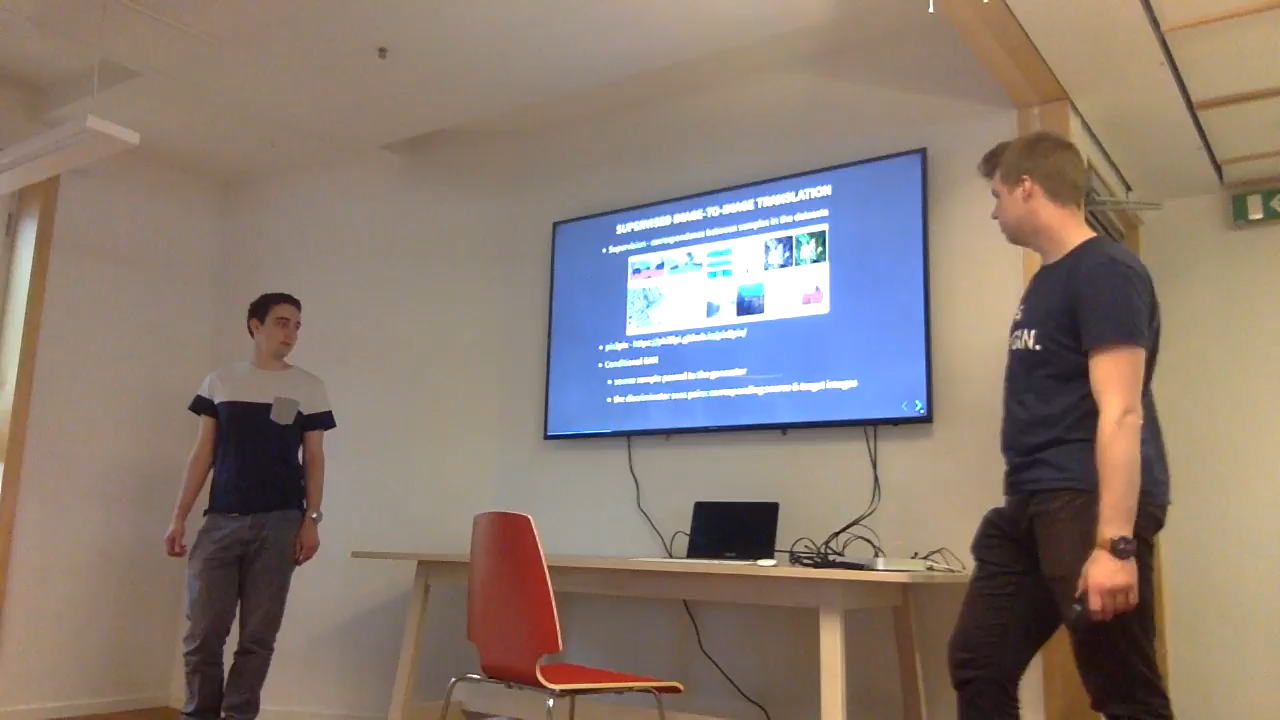 SUPERVISED IMAGE-TO-IMAGE TRANSLATION
Supervision - correspondence between samples in the datasets
pix2pix - https://phillipi.github.io/pix2pix/
Conditional GAN
source sample passed to the generator
the discriminator sees pairs: corresponding source & target images